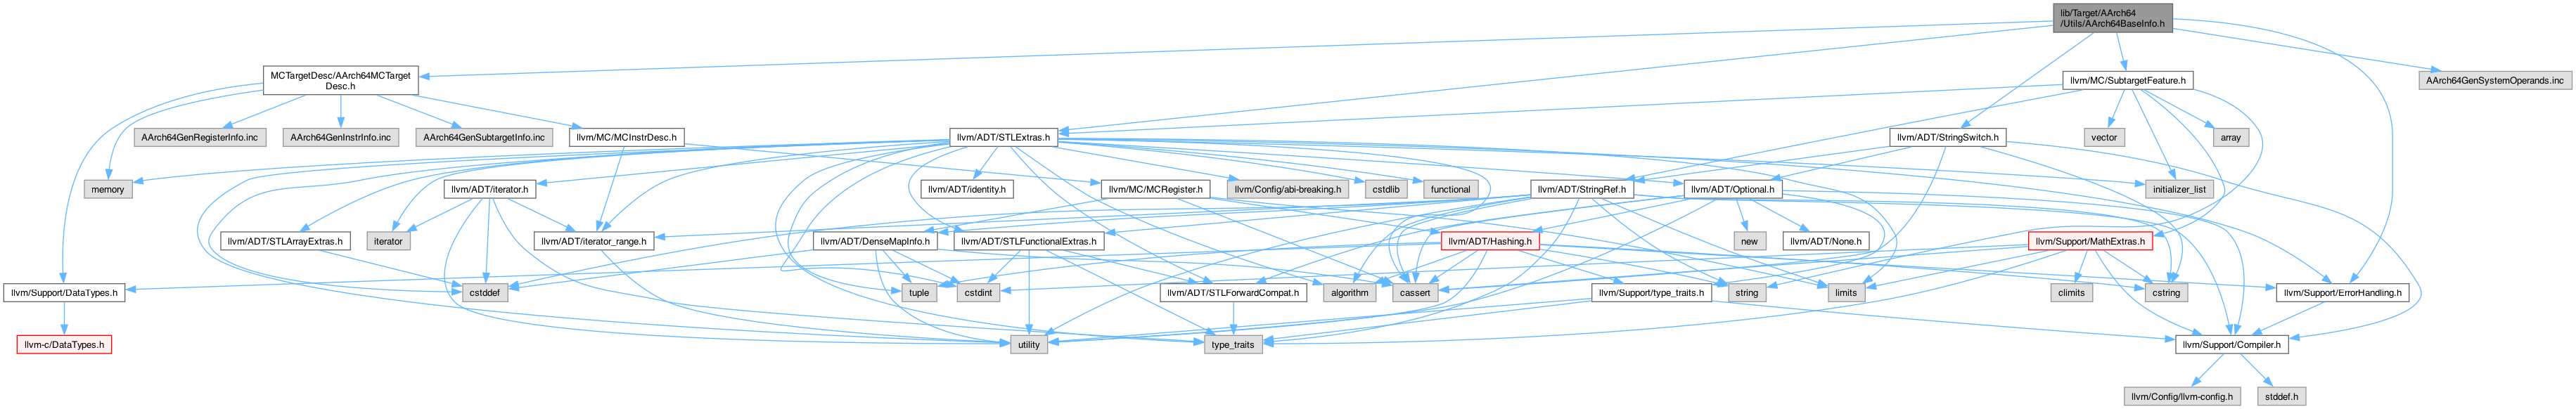 lib/Target/AArch64
/Utils/AArch64BaseInfo.h
MCTargetDesc/AArch64MCTarget
Desc.h
llvm/MC/SubtargetFeature.h
AArch64GenSystemOperands.inc
AArch64GenRegisterInfo.inc
AArch64GenInstrInfo.inc
AArch64GenSubtargetInfo.inc
llvm/MC/MCInstrDesc.h
llvm/ADT/STLExtras.h
llvm/ADT/StringSwitch.h
vector
array
memory
llvm/ADT/iterator.h
llvm/ADT/identity.h
llvm/MC/MCRegister.h
llvm/Config/abi-breaking.h
cstdlib
functional
llvm/ADT/StringRef.h
llvm/ADT/Optional.h
initializer_list
llvm/ADT/STLArrayExtras.h
iterator
llvm/ADT/iterator_range.h
llvm/ADT/DenseMapInfo.h
llvm/ADT/STLFunctionalExtras.h
llvm/ADT/Hashing.h
new
llvm/ADT/None.h
llvm/Support/MathExtras.h
llvm/Support/DataTypes.h
cstddef
tuple
cstdint
llvm/ADT/STLForwardCompat.h
algorithm
cassert
string
llvm/Support/type_traits.h
limits
climits
cstring
llvm/Support/ErrorHandling.h
llvm-c/DataTypes.h
utility
type_traits
llvm/Support/Compiler.h
llvm/Config/llvm-config.h
stddef.h